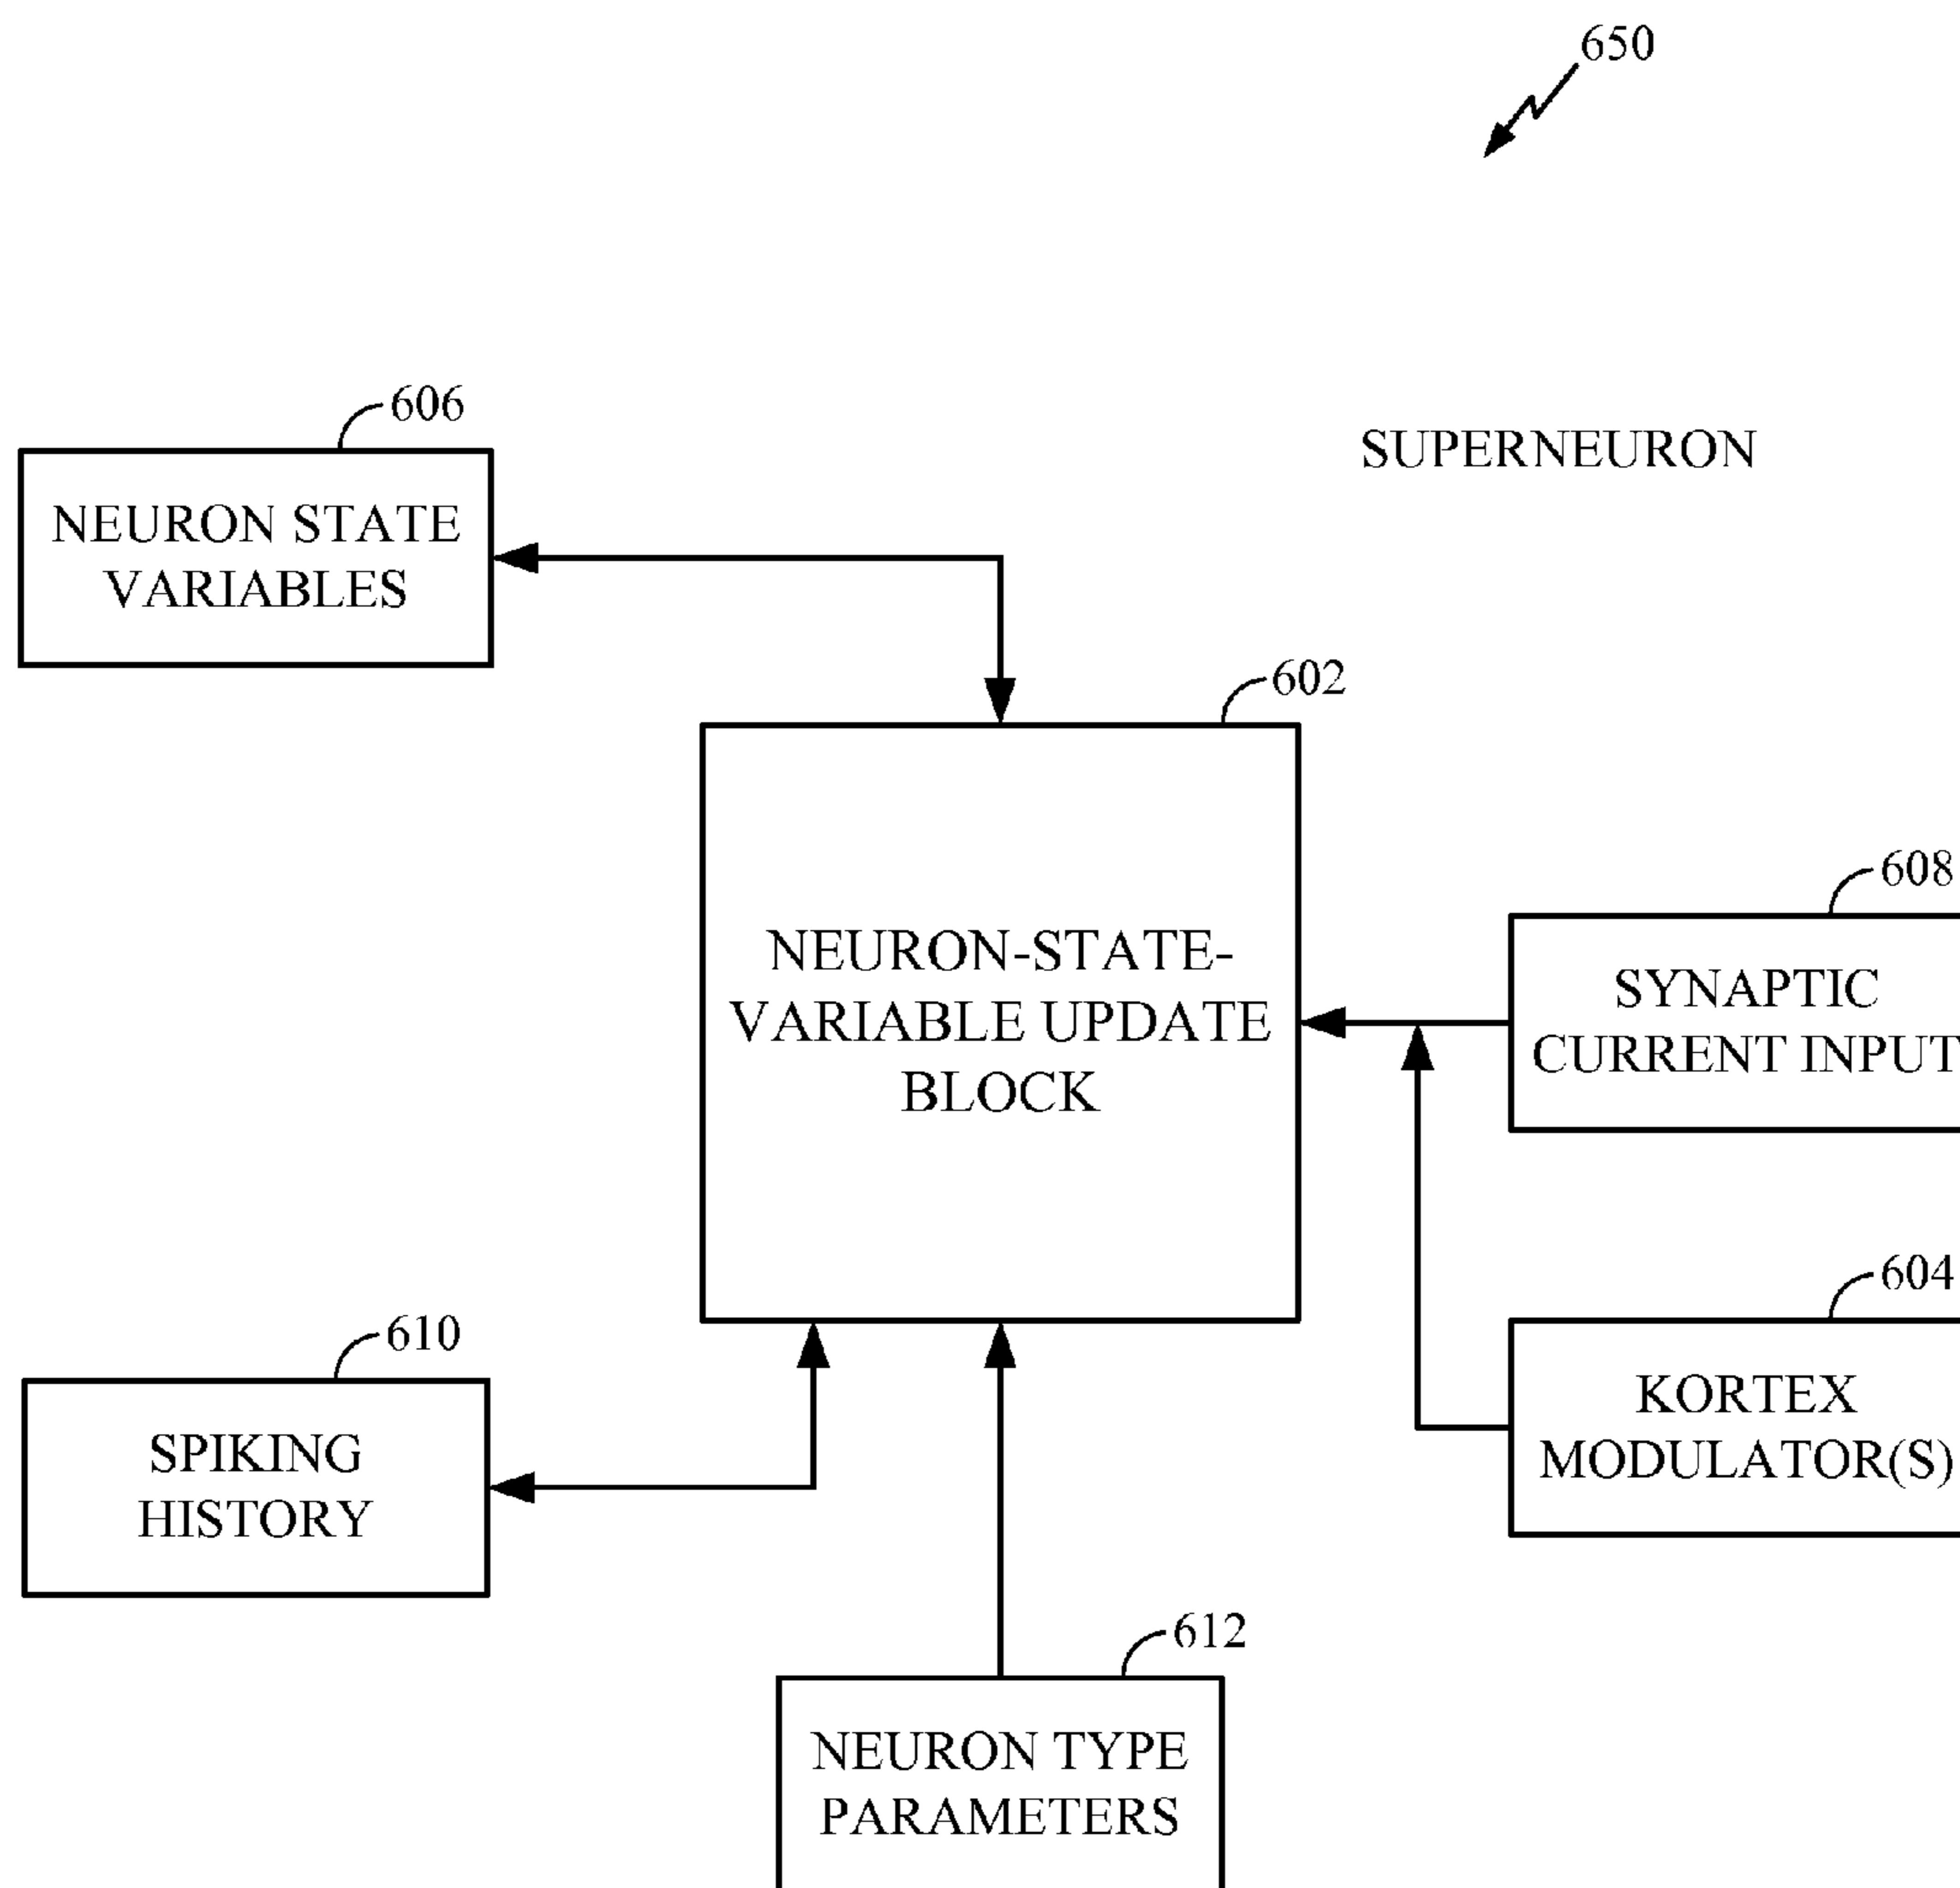 650
606
NEURON STATE
VARIABLES
SUPERNEURON
602
NEURON-STATE-
VARIABLE UPDATE
BLOCK
608
SYNAPTIC
CURRENT INPUT
604
KORTEX
MODULATOR(S)
610
SPIKING
HISTORY
612
NEURON TYPE
PARAMETERS